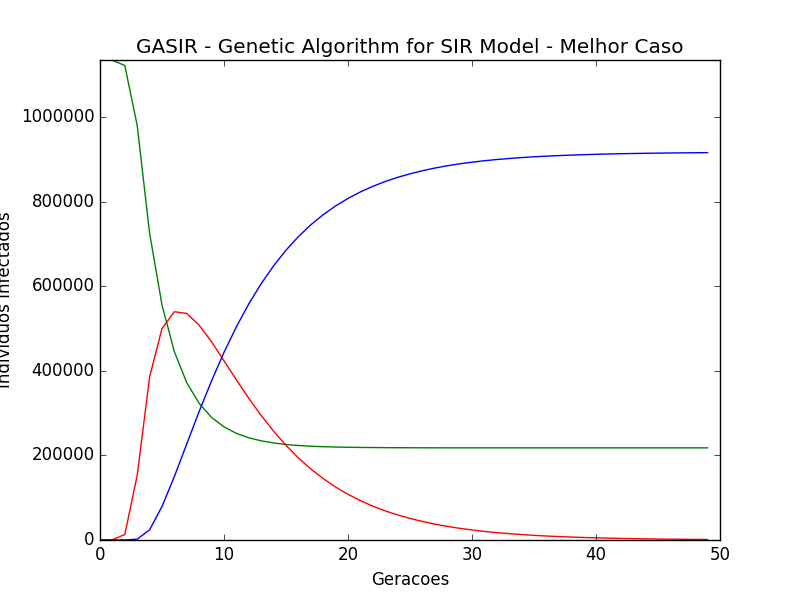 GASIR - Genetic Algorithm for SIR Model - Melhor Caso
1000000
800000
600000
400000
200000
0
Individuos Infectados
0 10 20 30 40 50
Geracoes